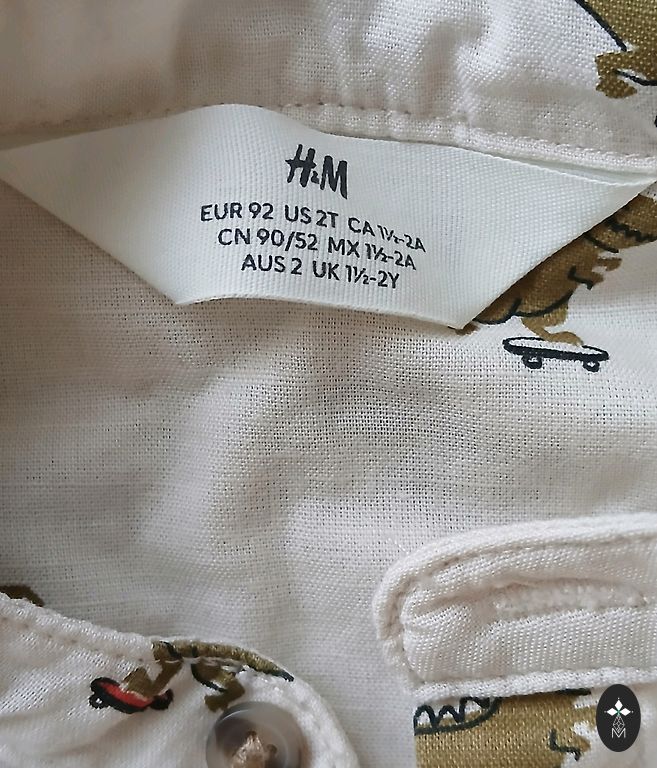 H&M
EUR 92 US 2T CA 1½-2A
CN 90/52 MX 1½-2A
AUS 2 UK 1½-2Y
M